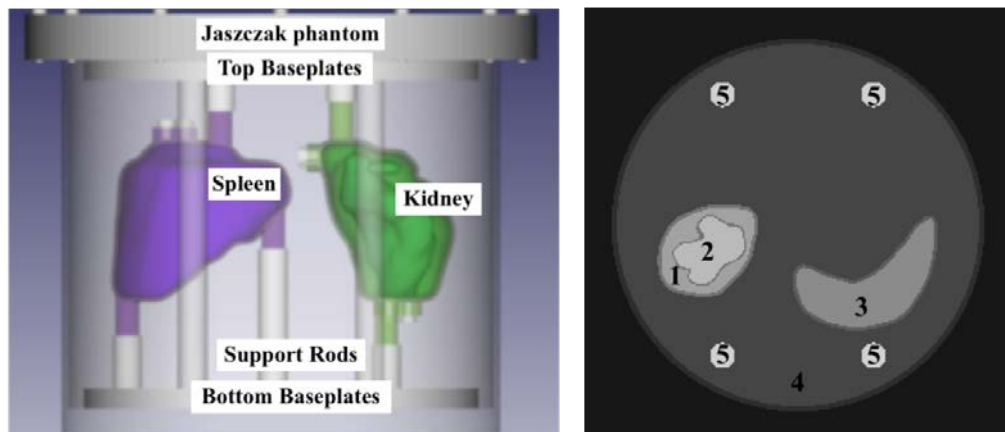 Jaszczak phantom
Top Baseplates
Spleen
Kidney
Support Rods
Bottom Baseplates
5 5
2
1
3
5 5
4